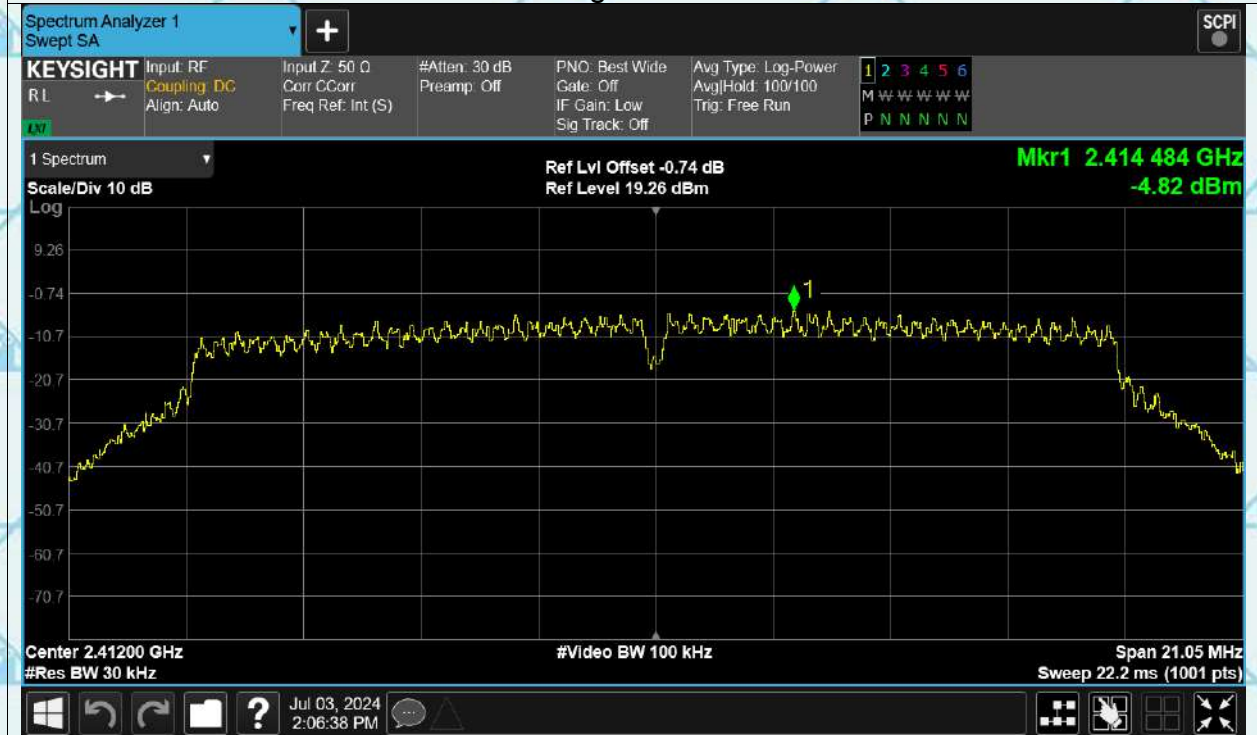 Spectrum Analyzer 1
Swept SA
+
SCPI
KEYSIGHT
RL
LXI
Input: RF
Coupling: DC
Align: Auto
Input Z: 50 Ω
Corr CCorr
Freq Ref: Int (S)
#Atten: 30 dB
Preamp: Off
PNO: Best Wide
Gate: Off
IF Gain: Low
Sig Track: Off
Avg Type: Log-Power
Avg|Hold: 100/100
Trig: Free Run
1 2 3 4 5 6
M W W W W W
P N N N N N
1 Spectrum
Scale/Div 10 dB
Log
Ref Lvl Offset -0.74 dB
Ref Level 19.26 dBm
Mkr1 2.414 484 GHz
-4.82 dBm
9.26
-0.74
1
-10.7
-20.7
-30.7
-40.7
-50.7
-60.7
-70.7
Center 2.41200 GHz
#Res BW 30 kHz
#Video BW 100 kHz
Span 21.05 MHz
Sweep 22.2 ms (1001 pts)
?
Jul 03, 2024
2:06:38 PM